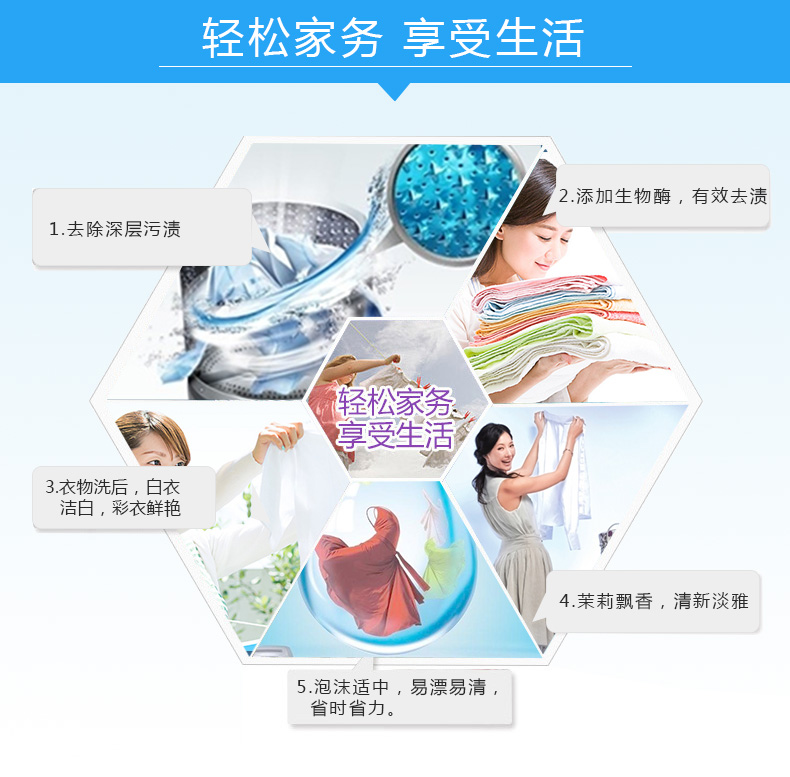 轻松家务 享受生活
1.去除深层污渍
2.添加生物酶，有效去渍
轻松家务
享受生活
3.衣物洗后，白衣
洁白，彩衣鲜艳
4.茉莉飘香，清新淡雅
5.泡沫适中，易漂易清，
省时省力。